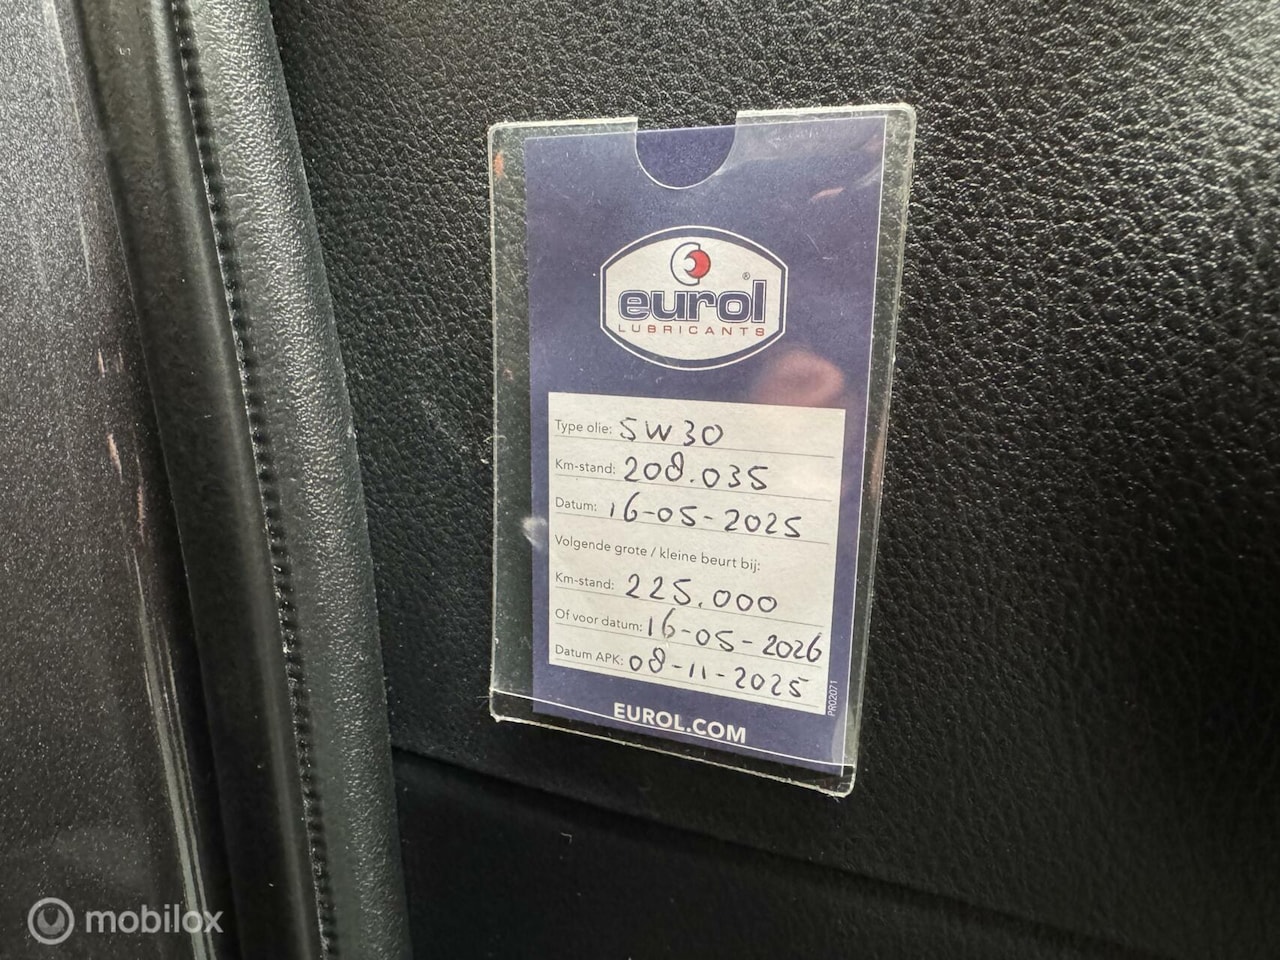 eurol®
LUBRICANTS
Type olie: 5W30
Km-stand: 208.035
Datum: 16-05-2025
Volgende grote / kleine beurt bij:
Km-stand: 225.000
Of voor datum: 16-05-2026
Datum APK: 08-11-2025
PR02071
EUROL.COM
mobilox